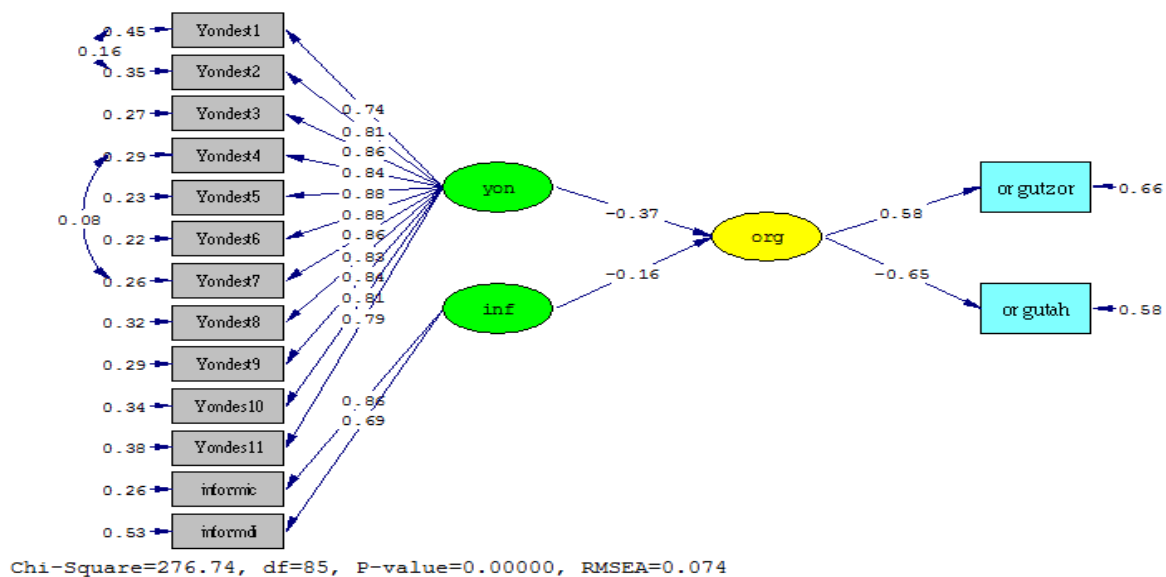 0.45 Yondest1
0.16
0.35 Yondest2
0.27 Yondest3
0.29 Yondest4
0.23 Yondest5
0.08
0.22 Yondest6
0.26 Yondest7
0.32 Yondest8
0.29 Yondest9
0.34 Yondes10
0.38 Yondes11
0.26 informic
0.53 informdi
0.74
0.81
0.86
0.84
0.88
0.88
0.86
0.83
0.84
0.81
0.79
0.86
0.69
yon
inf
-0.37
-0.16
org
0.58
-0.65
orgutzor 0.66
orgutah 0.58
Chi-Square=276.74, df=85, P-value=0.00000, RMSEA=0.074